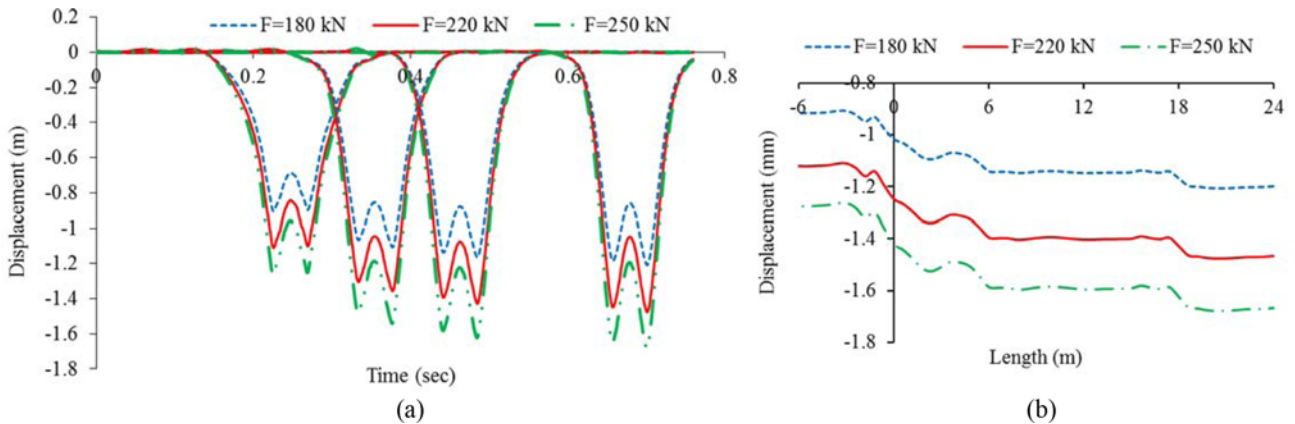 F=180 kN F=220 kN F=250 kN
0.2
0
-0.2
-0.4
-0.6
-0.8
-1
-1.2
-1.4
-1.6
-1.8
0 0.2 0.4 0.6 0.8
Displacement (m)
Time (sec)
(a)
F=180 kN F=220 kN F=250 kN
-0.8
-1
-1.2
-1.4
-1.6
-1.8
-6 0 6 12 18 24
Displacement (mm)
Length (m)
(b)